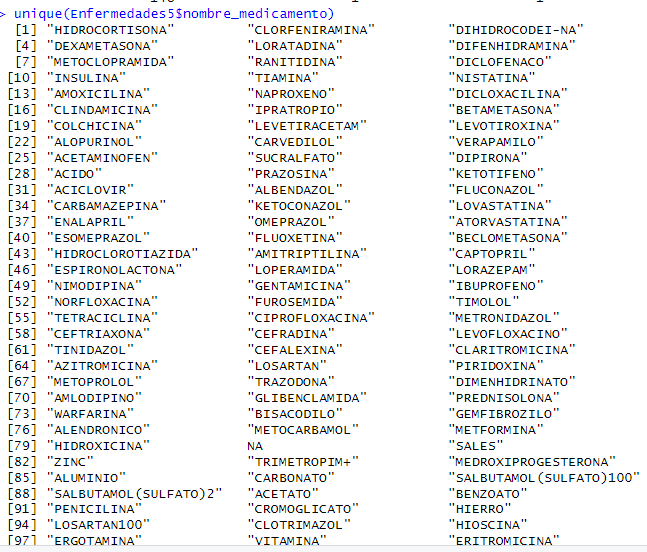 > unique(Enfermedades5$nombre_medicamento)
[1] "HIDROCORTISONA" "CLORFENIRAMINA" "DIHIDROCODEI-NA"
[4] "DEXAMETASONA" "LORATADINA" "DIFENHIDRAMINA"
[7] "METOCLOPRAMIDA" "RANITIDINA" "DICLOFENACO"
[10] "INSULINA" "TIAMINA" "NISTATINA"
[13] "AMOXICILINA" "NAPROXENO" "DICLOXACILINA"
[16] "CLINDAMICINA" "IPRATROPIO" "BETAMETASONA"
[19] "COLCHICINA" "LEVETIRACETAM" "LEVOTIROXINA"
[22] "ALOPURINOL" "CARVEDILOL" "VERAPAMILO"
[25] "ACETAMINOFEN" "SUCRALFATO" "DIPIRONA"
[28] "ACIDO" "PRAZOSINA" "KETOTIFENO"
[31] "ACICLOVIR" "ALBENDAZOL" "FLUCONAZOL"
[34] "CARBAMAZEPINA" "KETOCONAZOL" "LOVASTATINA"
[37] "ENALAPRIL" "OMEPRAZOL" "ATORVASTATINA"
[40] "ESOMEPRAZOL" "FLUOXETINA" "BECLOMETASONA"
[43] "HIDROCLOROTIAZIDA" "AMITRIPTILINA" "CAPTOPRIL"
[46] "ESPIRONOLACTONA" "LOPERAMIDA" "LORAZEPAM"
[49] "NIMODIPINA" "GENTAMICINA" "IBUPROFENO"
[52] "NORFLOXACINA" "FUROSEMIDA" "TIMOLOL"
[55] "TETRACICLINA" "CIPROFLOXACINA" "METRONIDAZOL"
[58] "CEFTRIAXONA" "CEFRADINA" "LEVOFLOXACINO"
[61] "TINIDAZOL" "CEFALEXINA" "CLARITROMICINA"
[64] "AZITROMICINA" "LOSARTAN" "PIRIDOXINA"
[67] "METOPROLOL" "TRAZODONA" "DIMENHIDRINATO"
[70] "AMLODIPINO" "GLIBENCLAMIDA" "PREDNISOLONA"
[73] "WARFARINA" "BISACODILO" "GEMFIBROZILO"
[76] "ALENDRONICO" "METOCARBAMOL" "METFORMINA"
[79] "HIDROXICINA" NA "SALES"
[82] "ZINC" "TRIMETROPIM+" "MEDROXIPROGESTERONA"
[85] "ALUMINIO" "CARBONATO" "SALBUTAMOL(SULFATO)100"
[88] "SALBUTAMOL(SULFATO)2" "ACETATO" "BENZOATO"
[91] "PENICILINA" "CROMOGLICATO" "HIERRO"
[94] "LOSARTAN100" "CLOTRIMAZOL" "HIOSCINA"
[97] "ERGOTAMINA" "VITAMINA" "ERITROMICINA"